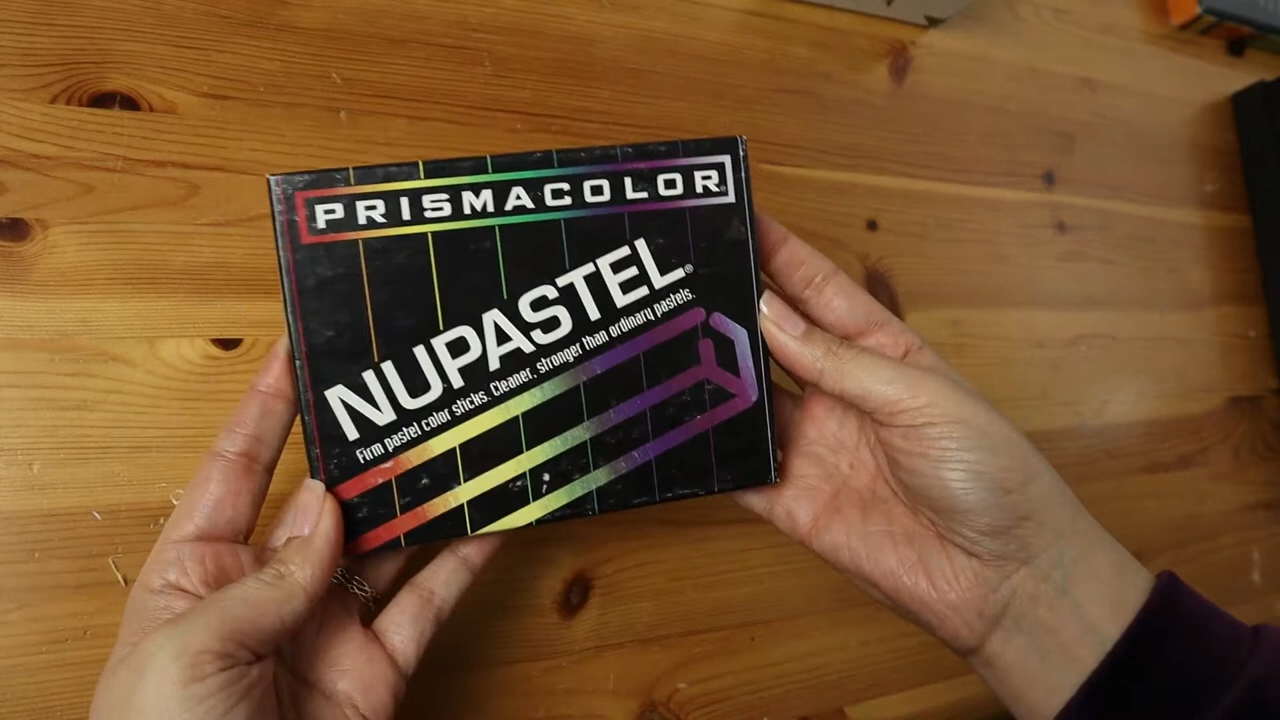 PRISMACOLOR®
NUPASTEL®
Firm pastel color sticks. Cleaner, stronger than ordinary pastels.